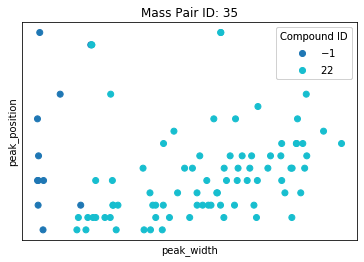 Mass Pair ID: 35
Compound ID
−1
22
peak_position
peak_width